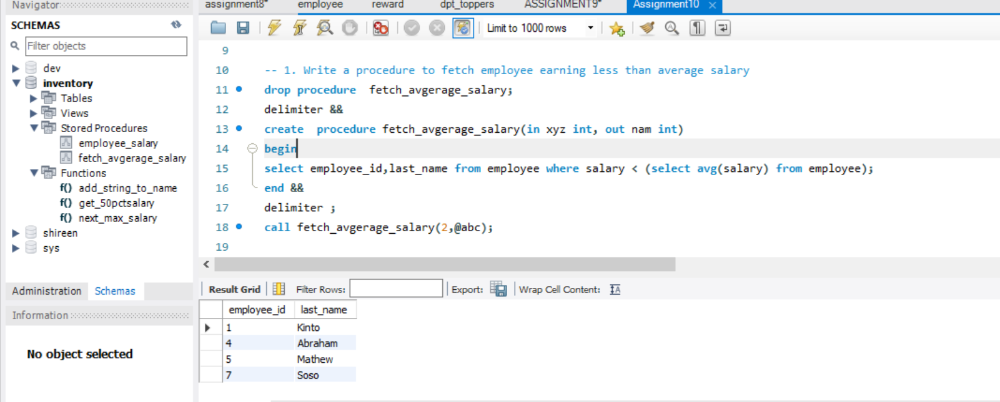 Navigator
SCHEMAS
Filter objects
dev
inventory
Tables
Views
Stored Procedures
employee_salary
fetch_avgerage_salary
Functions
f() add_string_to_name
f() get_50pctsalary
f() next_max_salary
shireen
sys
Administration Schemas
Information
No object selected
assignment8* employee reward dpt_toppers ASSIGNMENT9* Assignment10 ×
Limit to 1000 rows
9
10 -- 1. Write a procedure to fetch employee earning less than average salary
11 drop procedure  fetch_avgerage_salary;
12 delimiter &&
13 create  procedure fetch_avgerage_salary(in xyz int, out nam int)
14 begin
15 select employee_id,last_name from employee where salary < (select avg(salary) from employee);
16 end &&
17 delimiter ;
18 call fetch_avgerage_salary(2,@abc);
19
Result Grid Filter Rows: Export: Wrap Cell Content:
employee_id last_name
1 Kinto
4 Abraham
5 Mathew
7 Soso